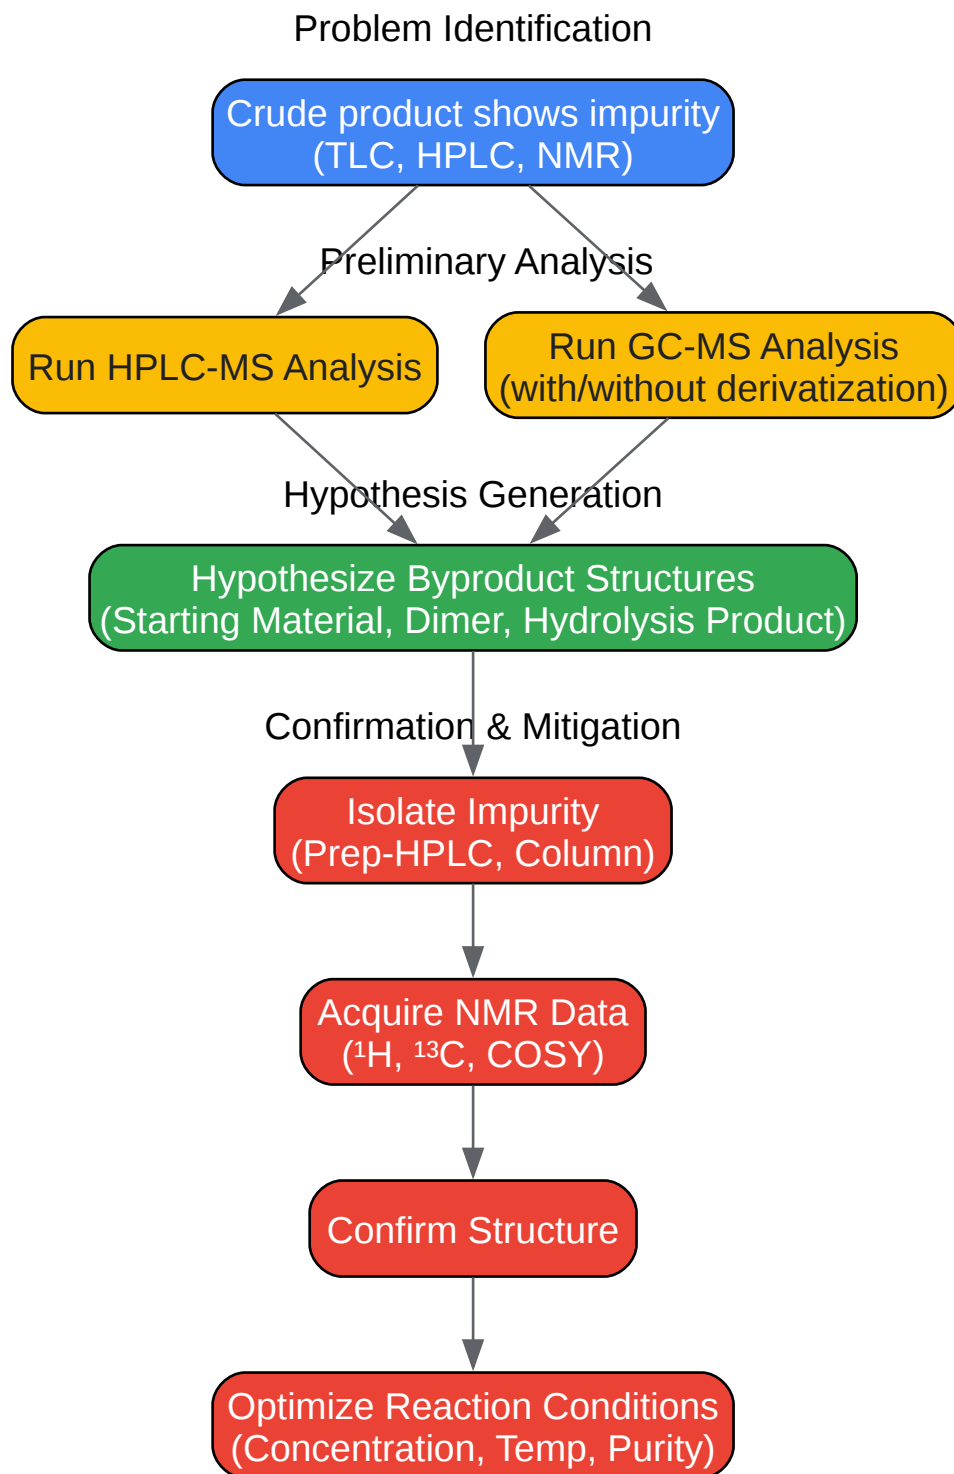 Problem Identification
Crude product shows impurity
(TLC, HPLC, NMR)
Preliminary Analysis
Run HPLC-MS Analysis
Run GC-MS Analysis
(with/without derivatization)
Hypothesis Generation
Hypothesize Byproduct Structures
(Starting Material, Dimer, Hydrolysis Product)
Confirmation & Mitigation
Isolate Impurity
(Prep-HPLC, Column)
Acquire NMR Data
(¹H, ¹³C, COSY)
Confirm Structure
Optimize Reaction Conditions
(Concentration, Temp, Purity)